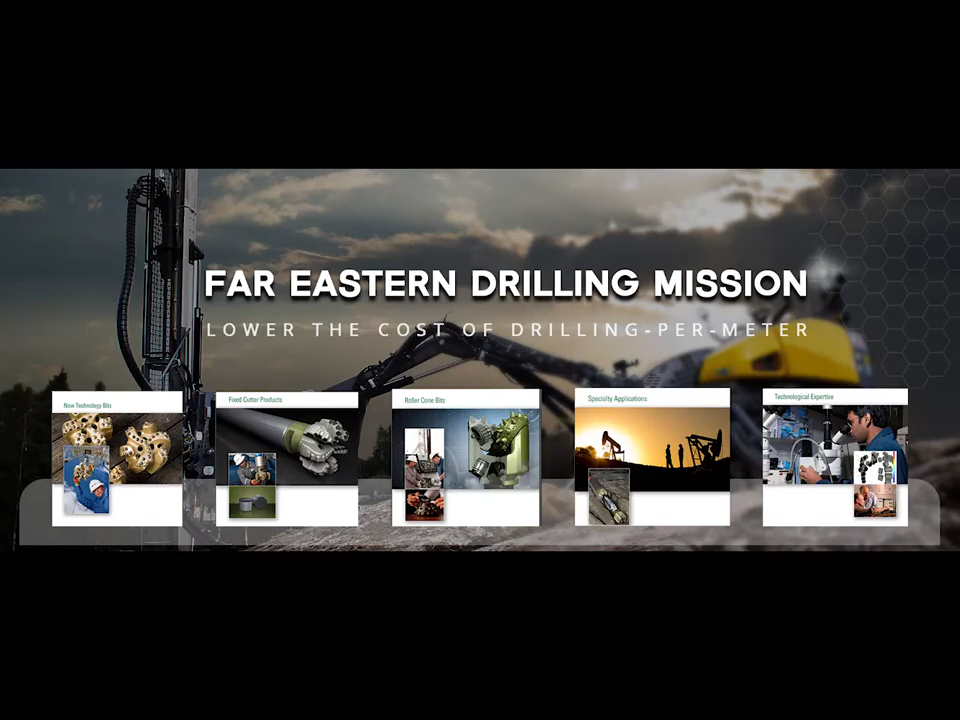 FAR EASTERN DRILLING MISSION
LOWER THE COST OF DRILLING-PER-METER
New Technology Bits
Fixed Cutter Products
Roller Cone Bits
Specialty Applications
Technological Expertise